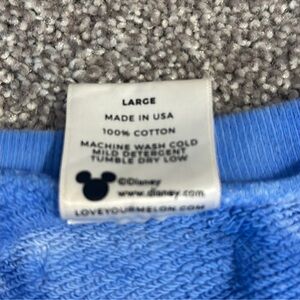 LARGE
MADE IN USA
100% COTTON
MACHINE WASH COLD
MILD DETERGENT
TUMBLE DRY LOW
©Disney
www.disney.com
LOVEYOURMELON.COM